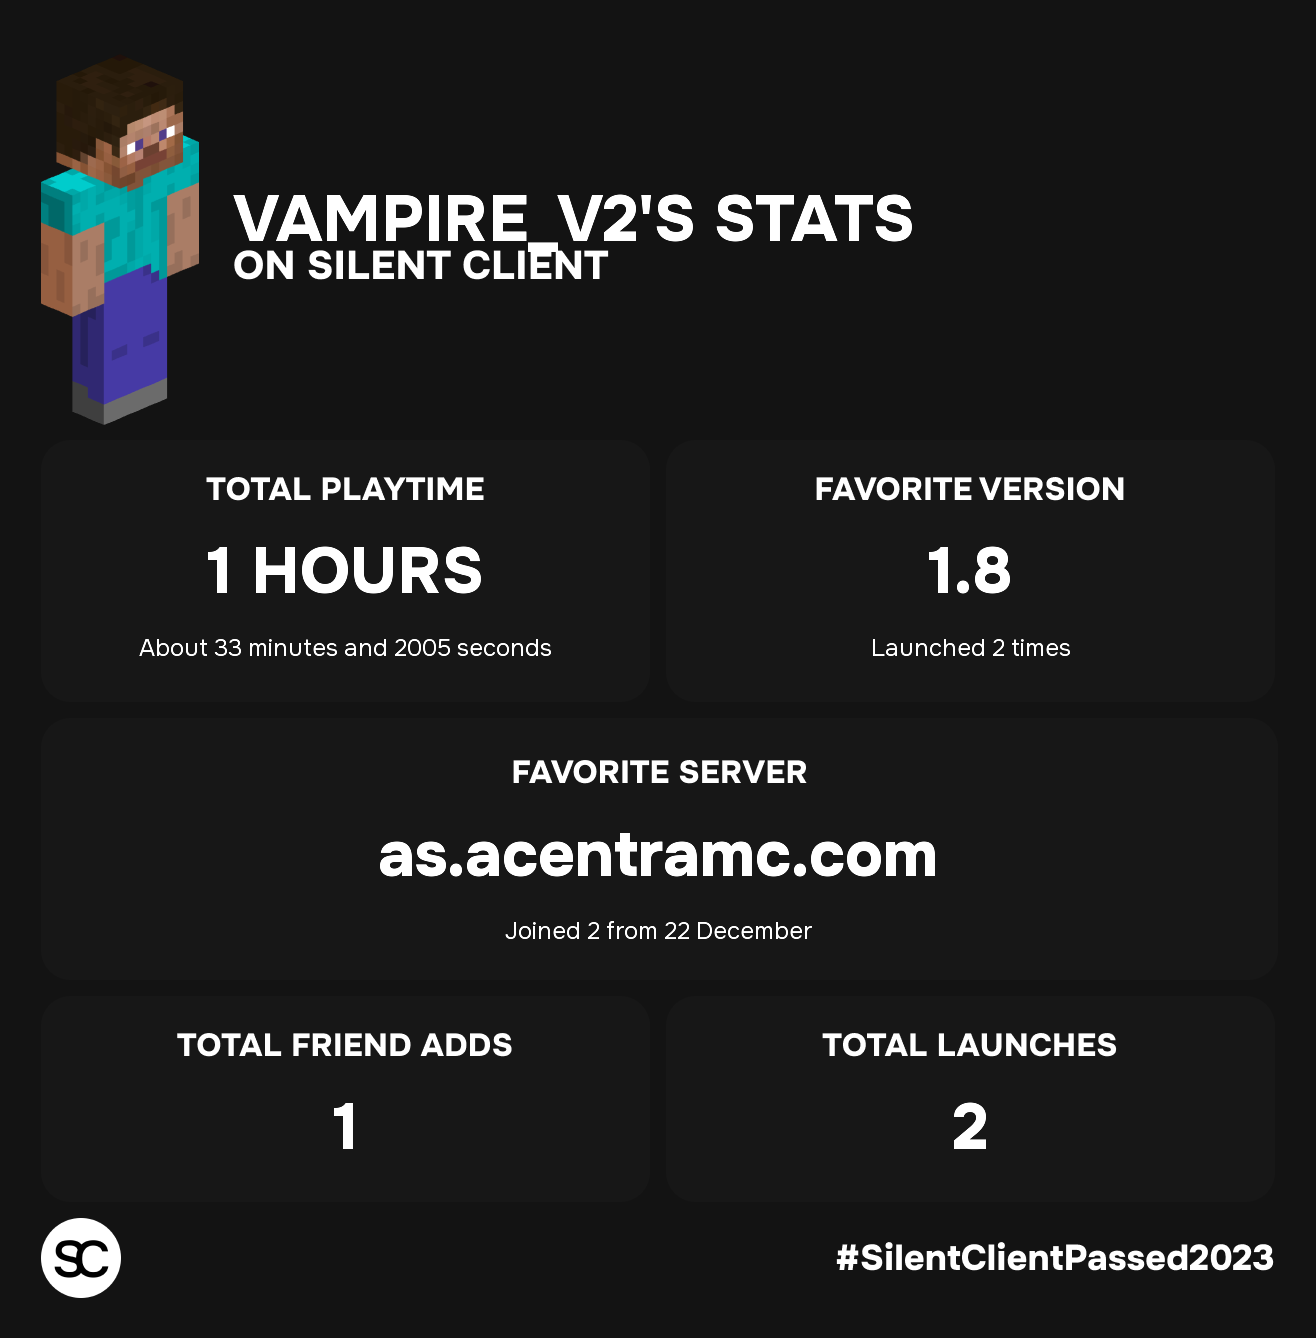 VAMPIRE_V2'S STATS
ON SILENT CLIENT
TOTAL PLAYTIME
1 HOURS
About 33 minutes and 2005 seconds
FAVORITE VERSION
1.8
Launched 2 times
FAVORITE SERVER
as.acentramc.com
Joined 2 from 22 December
TOTAL FRIEND ADDS
1
TOTAL LAUNCHES
2
SC
#SilentClientPassed2023